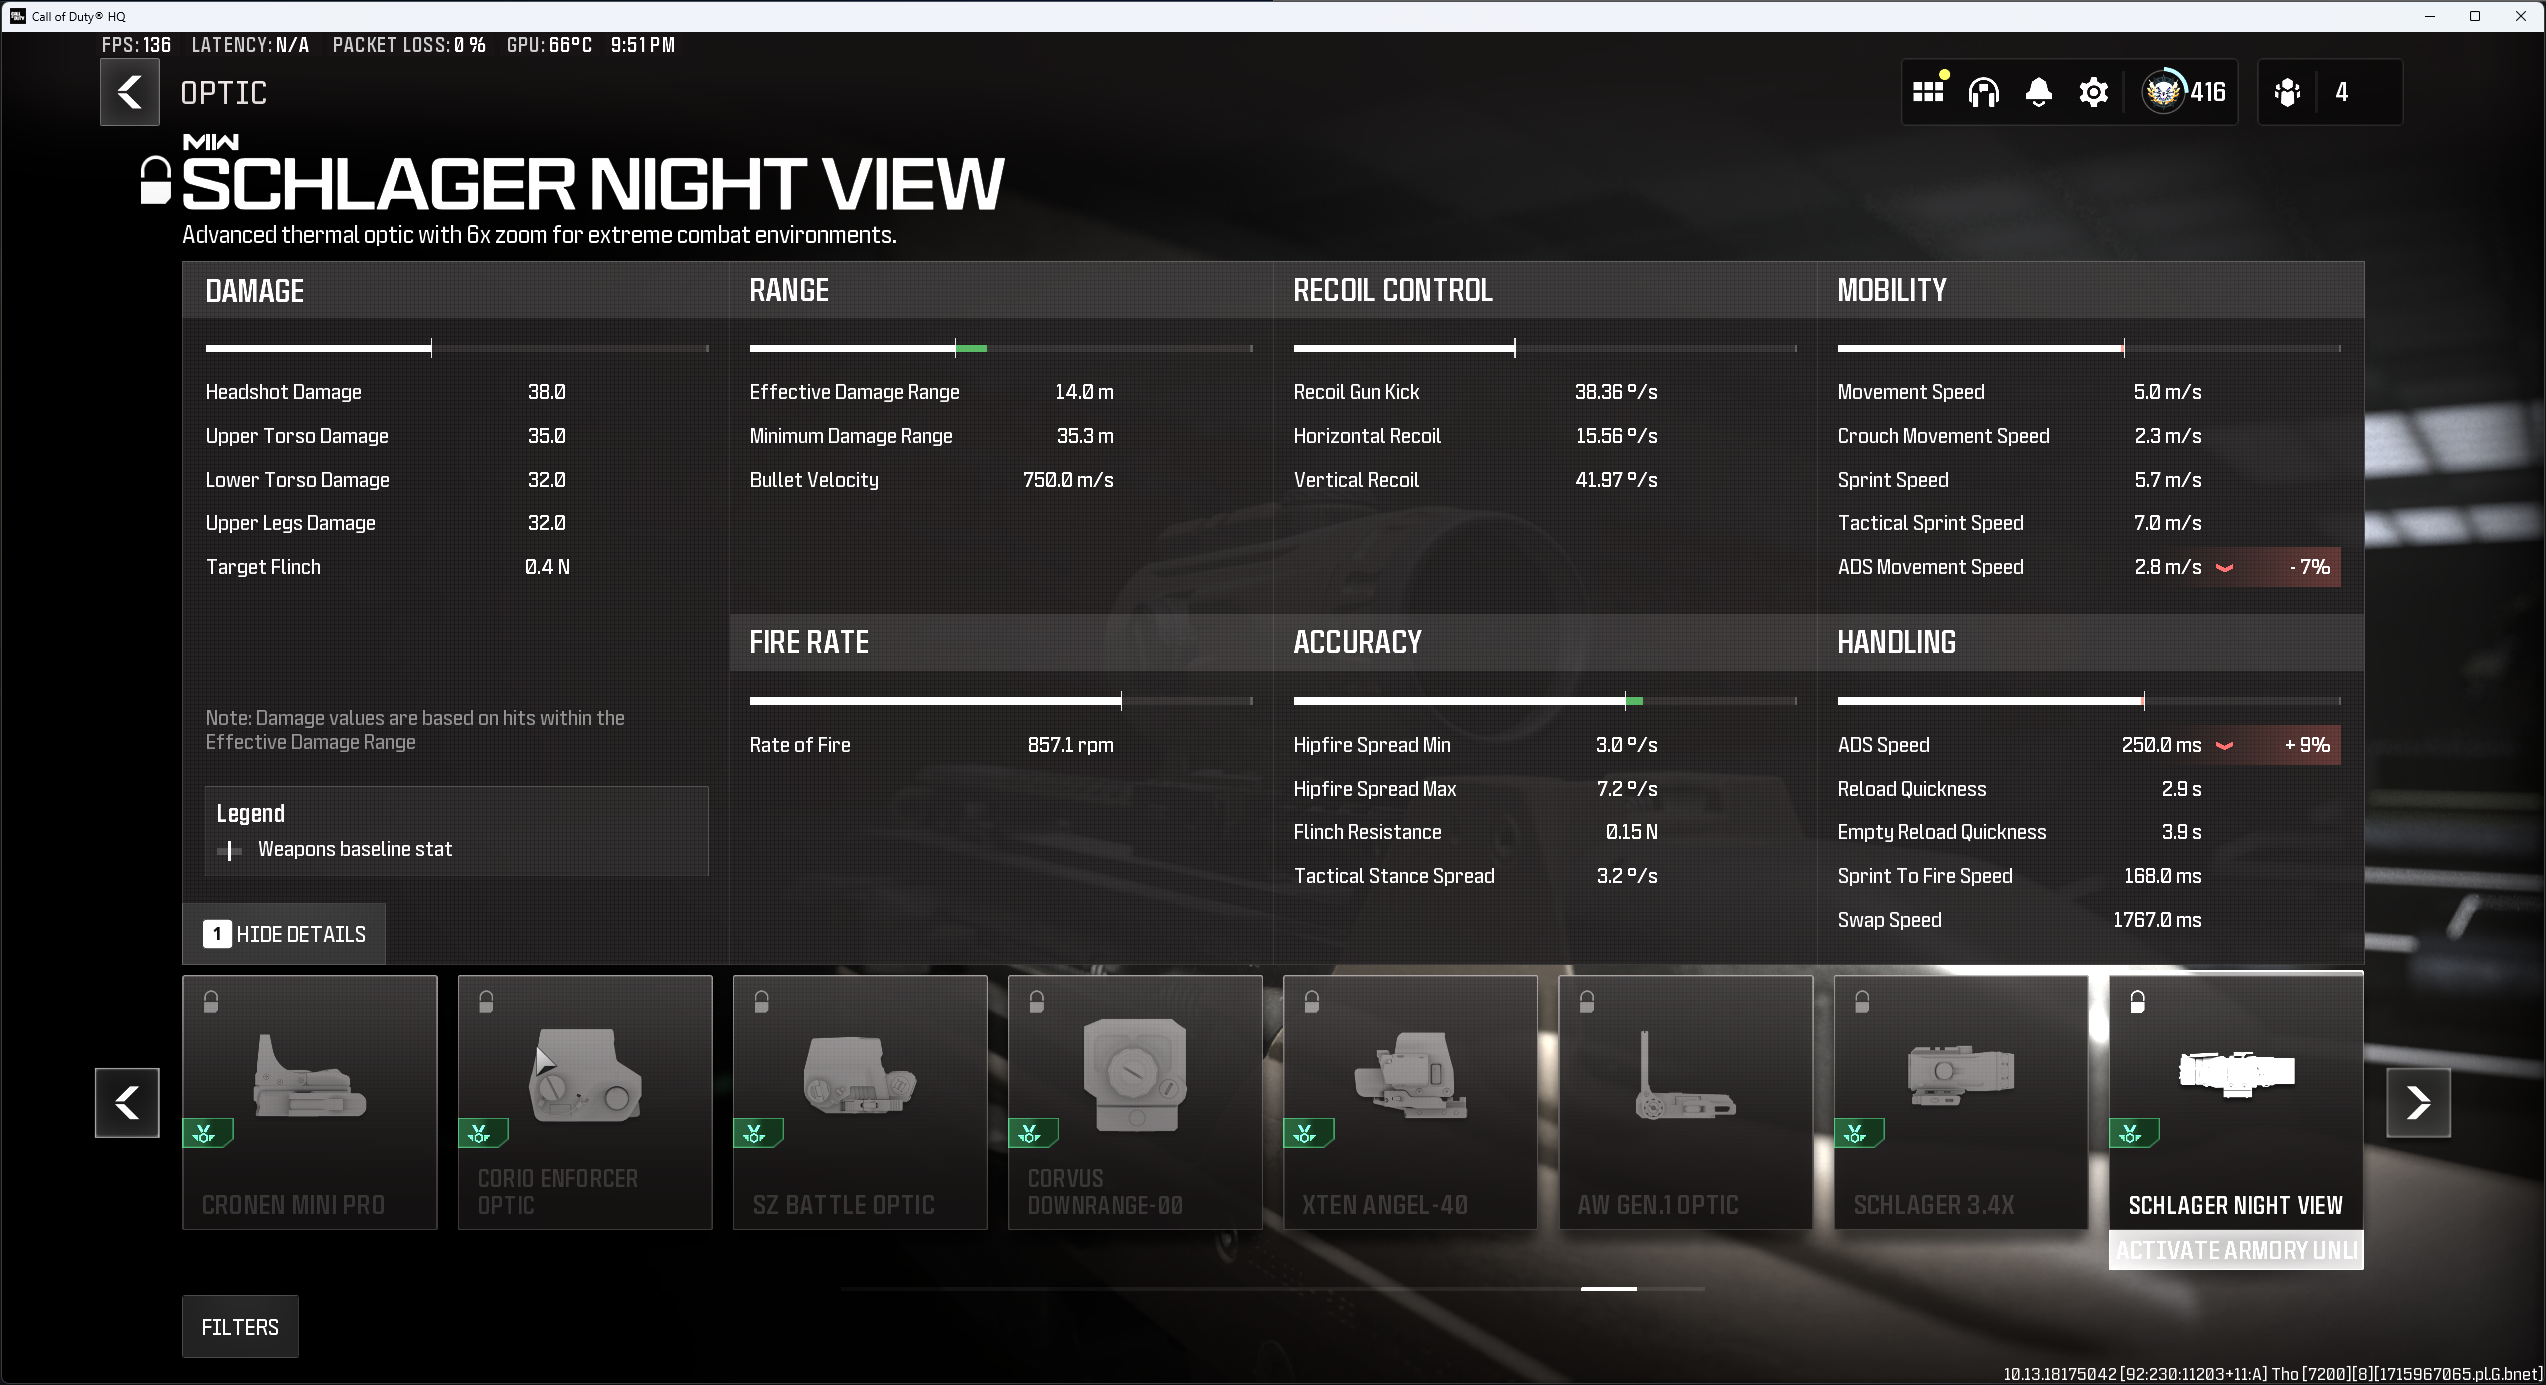 Call of Duty® HQ
FPS: 136 LATENCY: N/A PACKET LOSS: 0 % GPU: 66°C 9:51 PM
OPTIC
416
4
MW
SCHLAGER NIGHT VIEW
Advanced thermal optic with 6x zoom for extreme combat environments.
DAMAGE
Headshot Damage 38.0
Upper Torso Damage 35.0
Lower Torso Damage 32.0
Upper Legs Damage 32.0
Target Flinch 0.4 N
Note: Damage values are based on hits within the
Effective Damage Range
Legend
Weapons baseline stat
1 HIDE DETAILS
RANGE
Effective Damage Range 14.0 m
Minimum Damage Range 35.3 m
Bullet Velocity 750.0 m/s
FIRE RATE
Rate of Fire 857.1 rpm
RECOIL CONTROL
Recoil Gun Kick 38.36 º/s
Horizontal Recoil 15.56 º/s
Vertical Recoil 41.97 º/s
ACCURACY
Hipfire Spread Min 3.0 º/s
Hipfire Spread Max 7.2 º/s
Flinch Resistance 0.15 N
Tactical Stance Spread 3.2 º/s
MOBILITY
Movement Speed 5.0 m/s
Crouch Movement Speed 2.3 m/s
Sprint Speed 5.7 m/s
Tactical Sprint Speed 7.0 m/s
ADS Movement Speed 2.8 m/s - 7%
HANDLING
ADS Speed 250.0 ms + 9%
Reload Quickness 2.9 s
Empty Reload Quickness 3.9 s
Sprint To Fire Speed 168.0 ms
Swap Speed 1767.0 ms
CRONEN MINI PRO
CORIO ENFORCER
OPTIC
SZ BATTLE OPTIC
CORVUS
DOWNRANGE-00
XTEN ANGEL-40
AW GEN.1 OPTIC
SCHLAGER 3.4X
SCHLAGER NIGHT VIEW
ACTIVATE ARMORY UNL
FILTERS
10.13.18175042 [92:230:11203+11:A] Tho [7200][8][1715967065.pl.G.bnet]